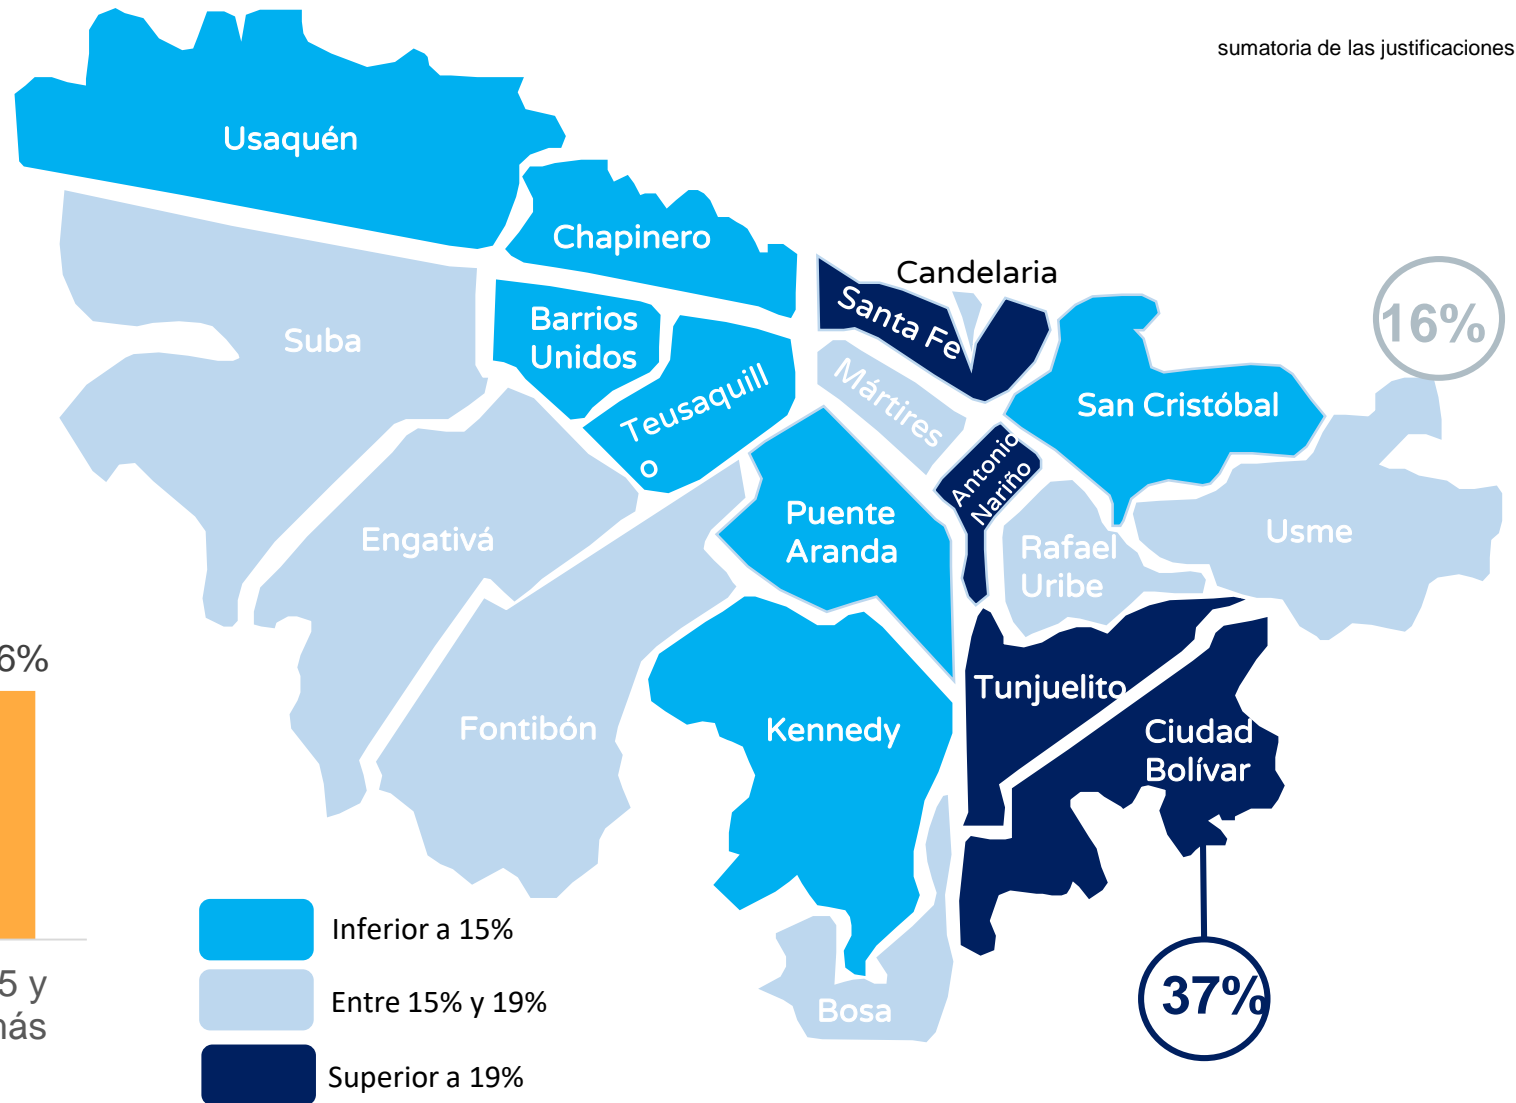 sumatoria de las justificaciones
Usaquén
Chapinero
Candelaria
Santa Fe
16%
Barrios
Unidos
Suba
Teusaquill
o
Mártires
San Cristóbal
Antonio
Nariño
Puente
Aranda
Engativá
Rafael
Uribe
Usme
6%
Tunjuelito
Fontibón
Kennedy
Ciudad
Bolívar
Inferior a 15%
5 y
más
Entre 15% y 19%
37%
Bosa
Superior a 19%